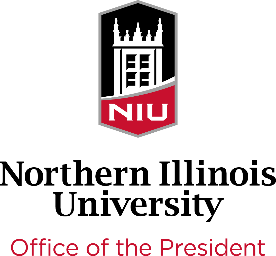 NIU
Northern Illinois
University
Office of the President